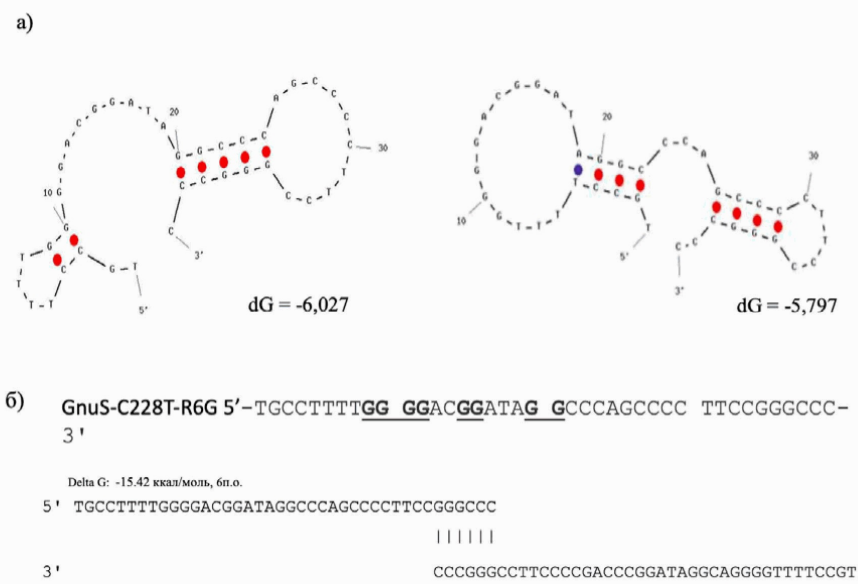 а)
20
30
10
3'
5'
dG = -6,027
20
30
10
5'
3'
dG = -5,797
б)
GnuS-C228T-R6G 5’–TGCCTTTTGG GGACGGATAG GCCCAGCCCC TTCCGGGCCC–
3'
Delta G: -15.42 ккал/моль, 6п.о.
5' TGCCTTTTGGGGACGGATAGGCCCAGCCCCTTCCGGGCCC
||||||
3' CCCGGGCCTTCCCCGACCCGGATAGGCAGGGGTTTTCCGT